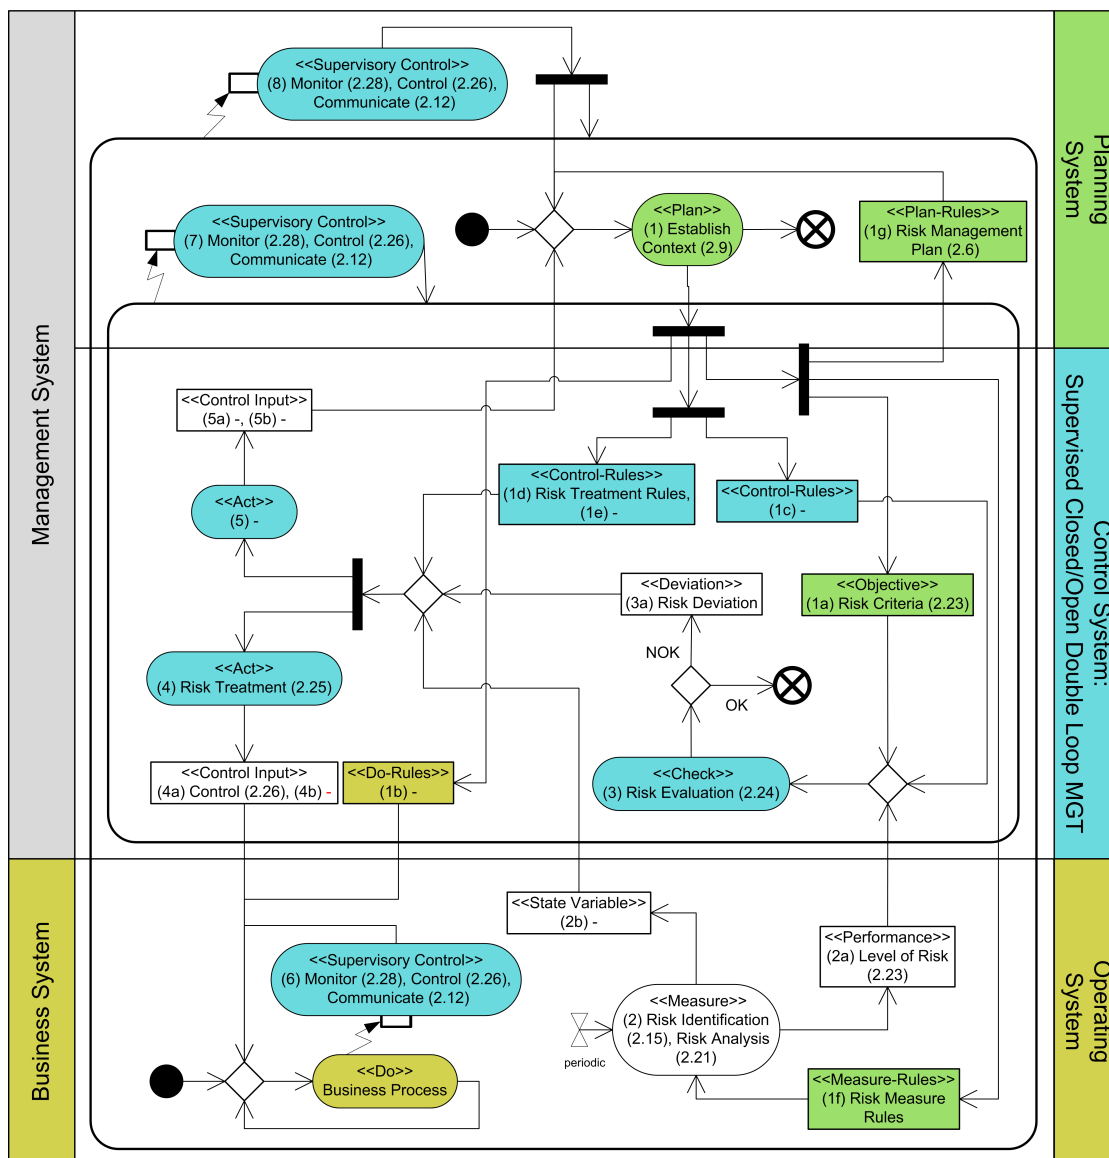 <<Supervisory Control>>
(8) Monitor (2.28), Control (2.26),
Communicate (2.12)
Planning
System
<<Supervisory Control>>
(7) Monitor (2.28), Control (2.26),
Communicate (2.12)
<<Plan>>
(1) Establish
Context (2.9)
<<Plan-Rules>>
(1g) Risk Management
Plan (2.6)
Management System
Control System:
Supervised Closed/Open Double Loop MGT
<<Control Input>>
(5a) -, (5b) -
<<Control-Rules>>
(1d) Risk Treatment Rules,
(1e) -
<<Control-Rules>>
(1c) -
<<Act>>
(5) -
<<Deviation>>
(3a) Risk Deviation
<<Objective>>
(1a) Risk Criteria (2.23)
NOK
OK
<<Act>>
(4) Risk Treatment (2.25)
<<Control Input>>
(4a) Control (2.26), (4b) -
<<Do-Rules>>
(1b) -
<<Check>>
(3) Risk Evaluation (2.24)
Business System
Operating
System
<<State Variable>>
(2b) -
<<Performance>>
(2a) Level of Risk
(2.23)
<<Supervisory Control>>
(6) Monitor (2.28), Control (2.26),
Communicate (2.12)
<<Measure>>
(2) Risk Identification
(2.15), Risk Analysis
(2.21)
periodic
<<Do>>
Business Process
<<Measure-Rules>>
(1f) Risk Measure
Rules